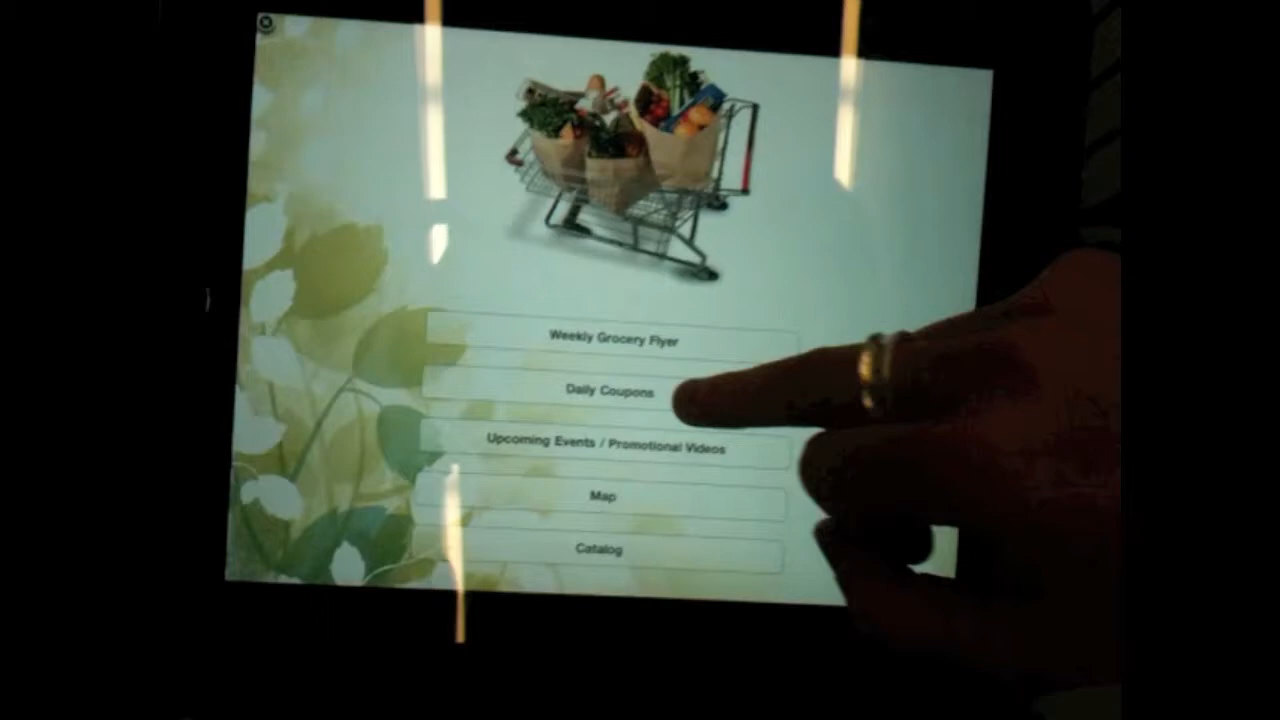 Weekly Grocery Flyer
Daily Coupons
Upcoming Events / Promotional Videos
Map
Catalog